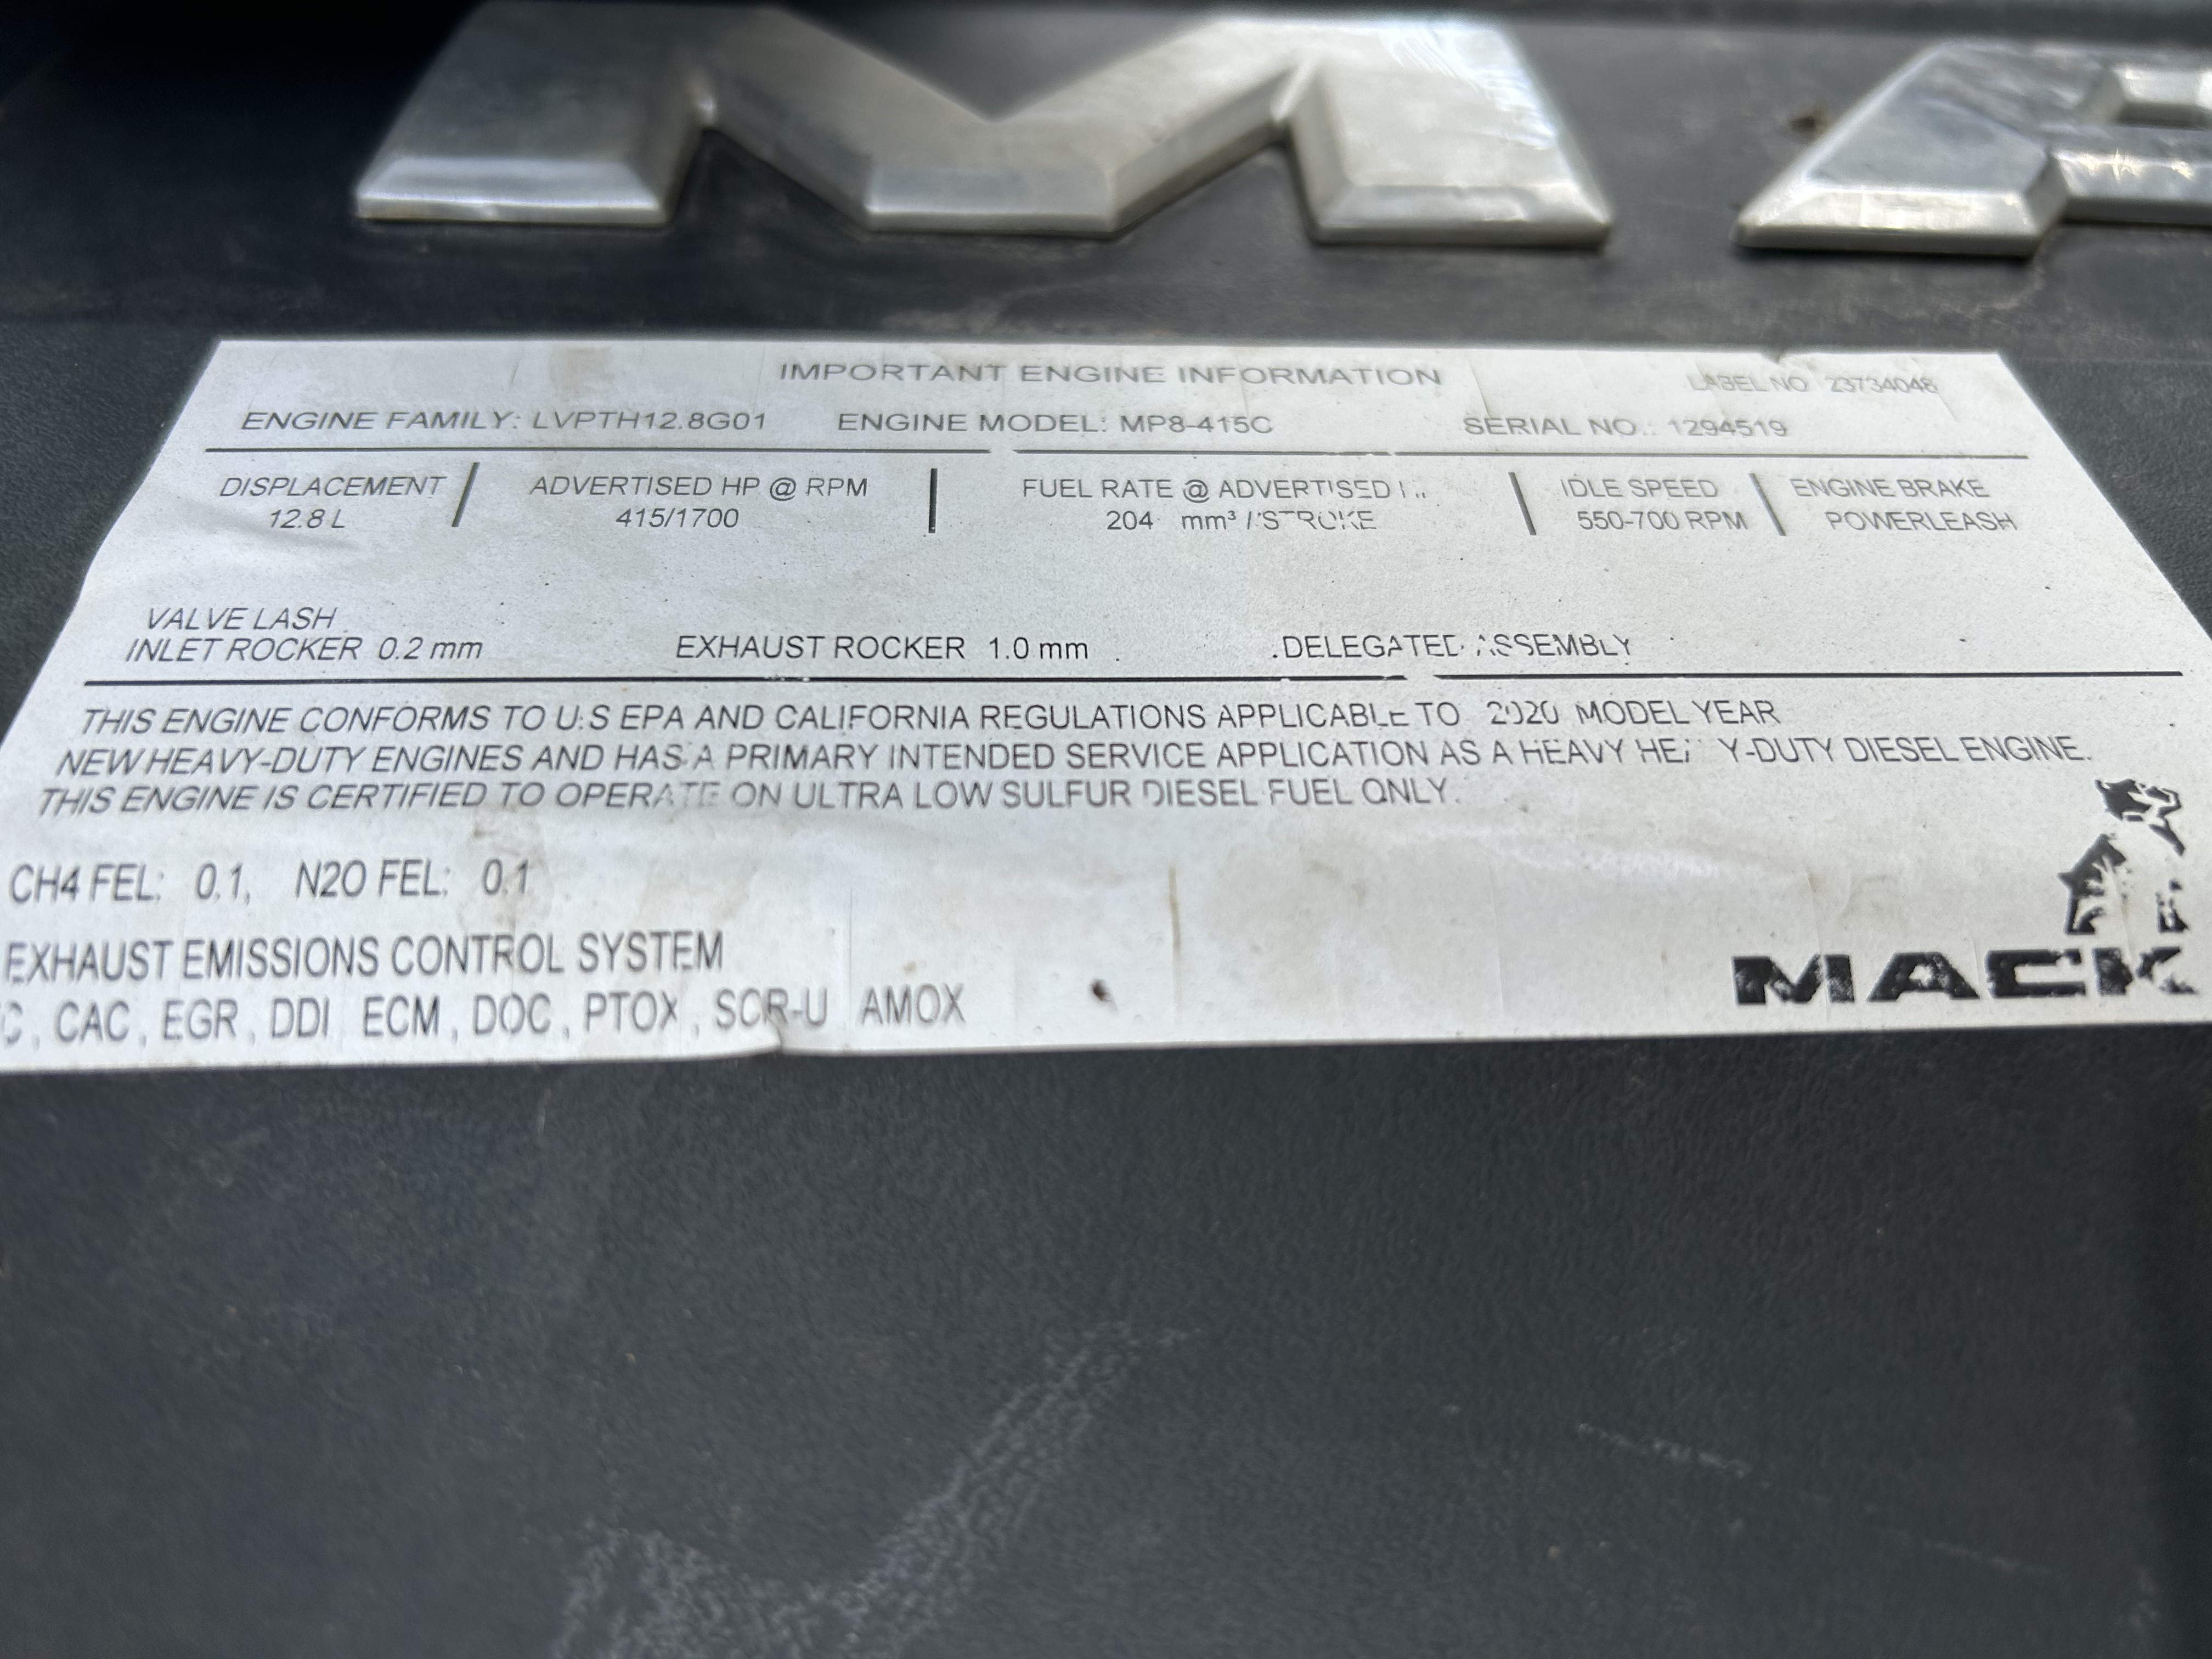 MA
IMPORTANT ENGINE INFORMATION
LABEL NO 23734048
ENGINE FAMILY: LVPTH12.8G01 ENGINE MODEL: MP8-415C SERIAL NO.: 1294519
DISPLACEMENT ADVERTISED HP @ RPM FUEL RATE @ ADVERTISED IDLE SPEED ENGINE BRAKE
12.8 L 415/1700 204 mm³ / STROKE 550-700 RPM POWERLEASH
VALVE LASH
INLET ROCKER 0.2 mm EXHAUST ROCKER 1.0 mm DELEGATED ASSEMBLY
THIS ENGINE CONFORMS TO U.S EPA AND CALIFORNIA REGULATIONS APPLICABLE TO 2020 MODEL YEAR
NEW HEAVY-DUTY ENGINES AND HAS A PRIMARY INTENDED SERVICE APPLICATION AS A HEAVY HEAVY-DUTY DIESEL ENGINE.
THIS ENGINE IS CERTIFIED TO OPERATE ON ULTRA LOW SULFUR DIESEL FUEL ONLY.
CH4 FEL: 0.1, N2O FEL: 0.1
EXHAUST EMISSIONS CONTROL SYSTEM
C, CAC, EGR, DDI ECM, DOC, PTOX, SCR-U AMOX
MACK